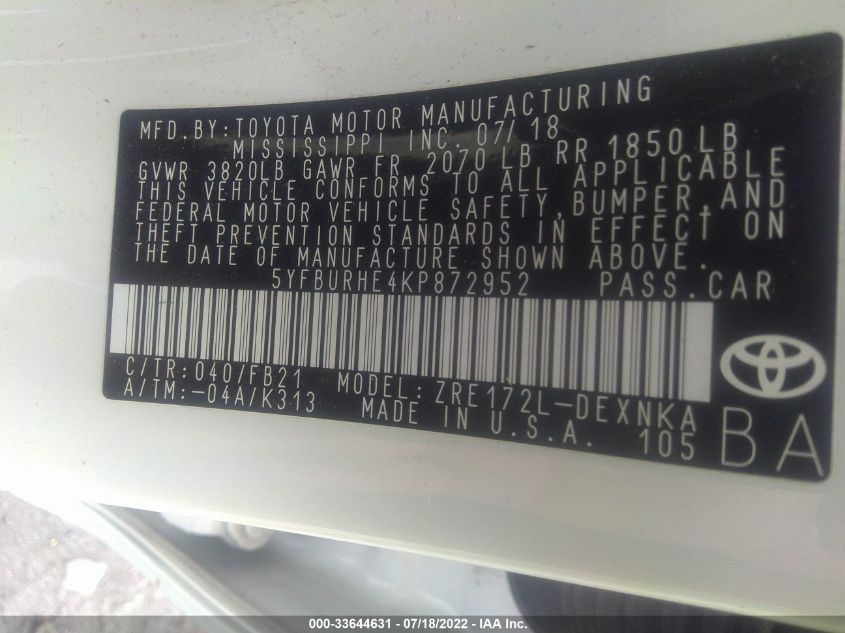 MFD.BY:TOYOTA MOTOR MANUFACTURING
MISSISSIPPI INC. 07/18
GVWR 3820LB GAWR FR 2070LB RR 1850LB
THIS VEHICLE CONFORMS TO ALL APPLICABLE
FEDERAL MOTOR VEHICLE SAFETY,BUMPER,AND
THEFT PREVENTION STANDARDS IN EFFECT ON
THE DATE OF MANUFACTURE SHOWN ABOVE.
5YFBURHE4KP872952 PASS.CAR
C/TR:040/FB21 MODEL:ZRE172L-DEXNKA
A/TM:-04A/K313 MADE IN U.S.A. 105
BA
000-33644631 - 07/18/2022 - IAA Inc.